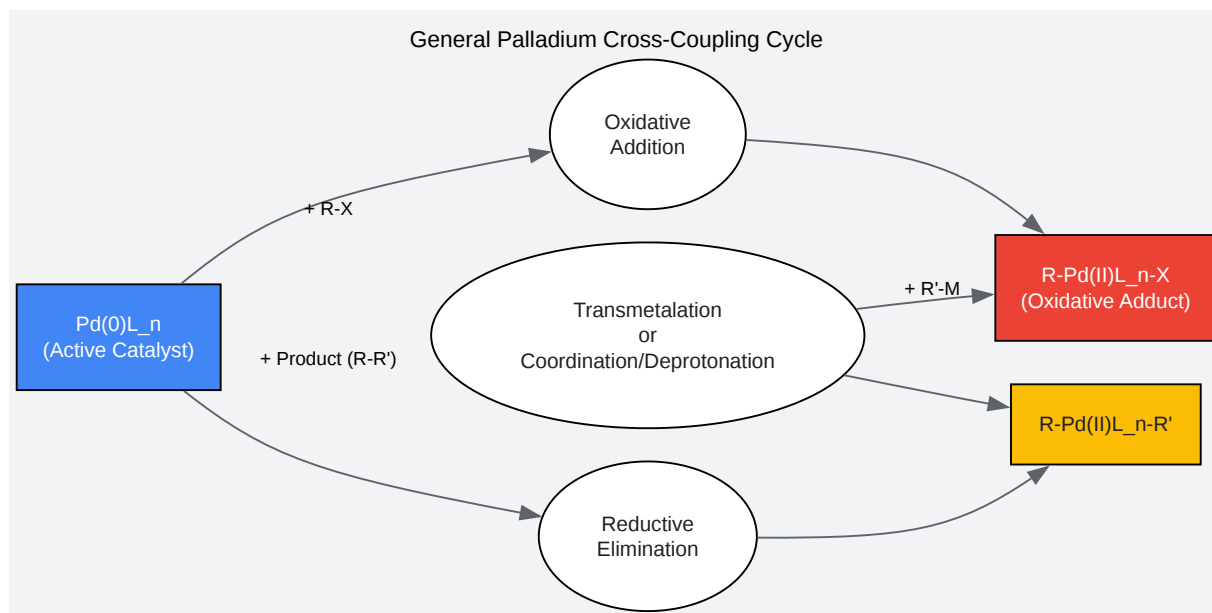 General Palladium Cross-Coupling Cycle
Oxidative
Addition
+ R-X
R-Pd(II)L_n-X
(Oxidative Adduct)
+ R'-M
Transmetalation
or
Coordination/Deprotonation
Pd(0)L_n
(Active Catalyst)
+ Product (R-R')
R-Pd(II)L_n-R'
Reductive
Elimination